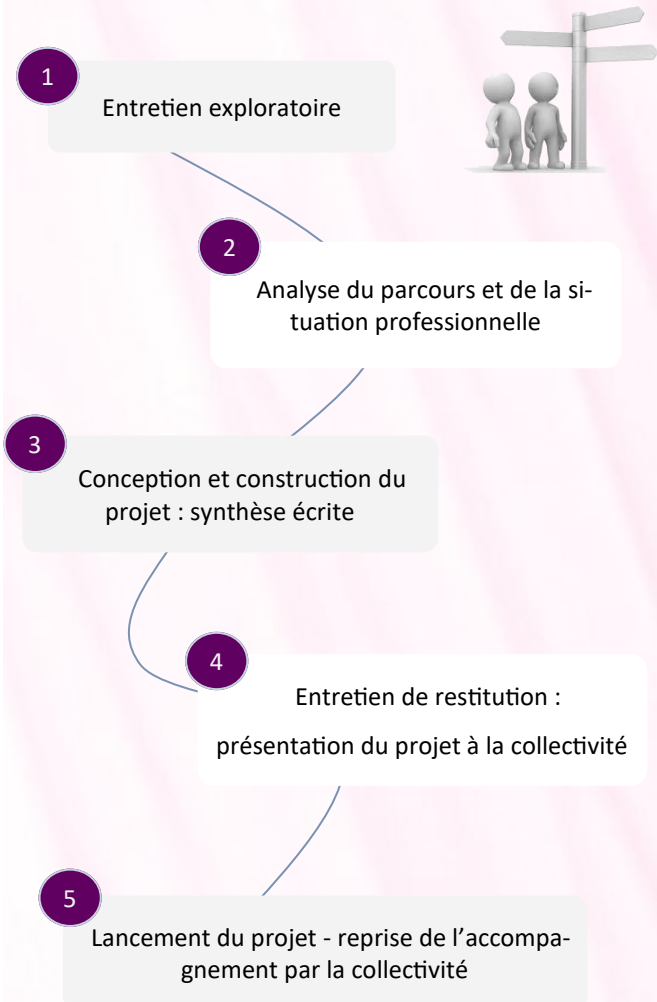 1
Entretien exploratoire
2
Analyse du parcours et de la si-
tuation professionnelle
3
Conception et construction du
projet : synthèse écrite
4
Entretien de restitution :
présentation du projet à la collectivité
5
Lancement du projet - reprise de l’accompa-
gnement par la collectivité